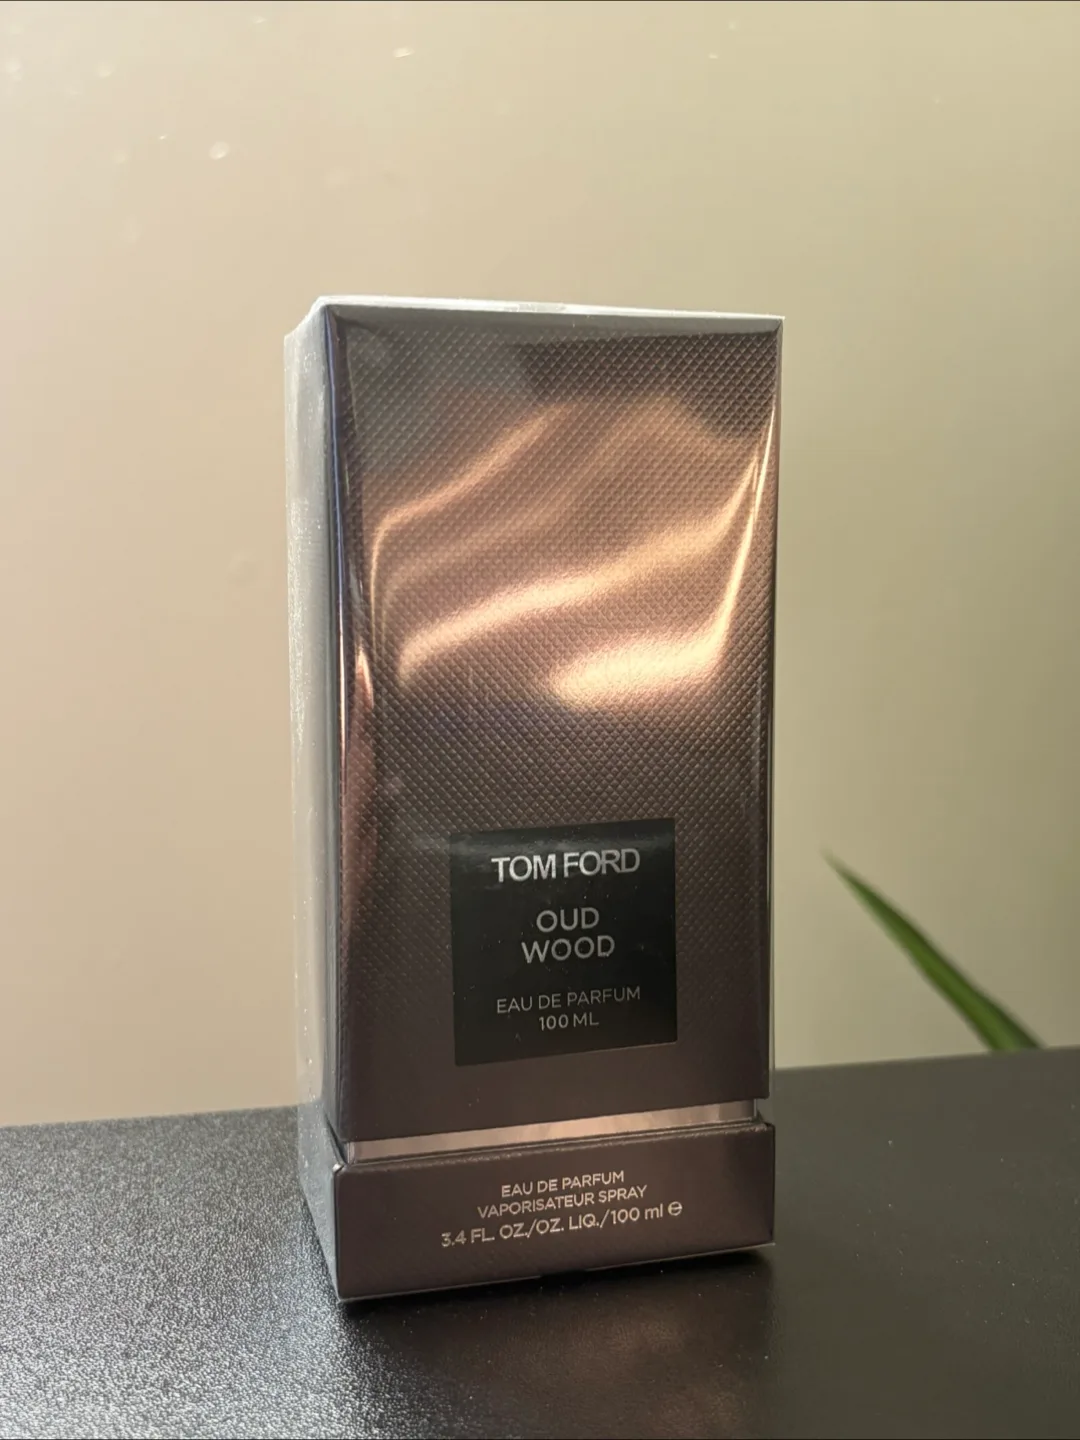 TOM FORD
OUD
WOOD
EAU DE PARFUM
100 ML
EAU DE PARFUM
VAPORISATEUR SPRAY
3.4 FL. OZ./OZ. LIQ./100 ml ℮